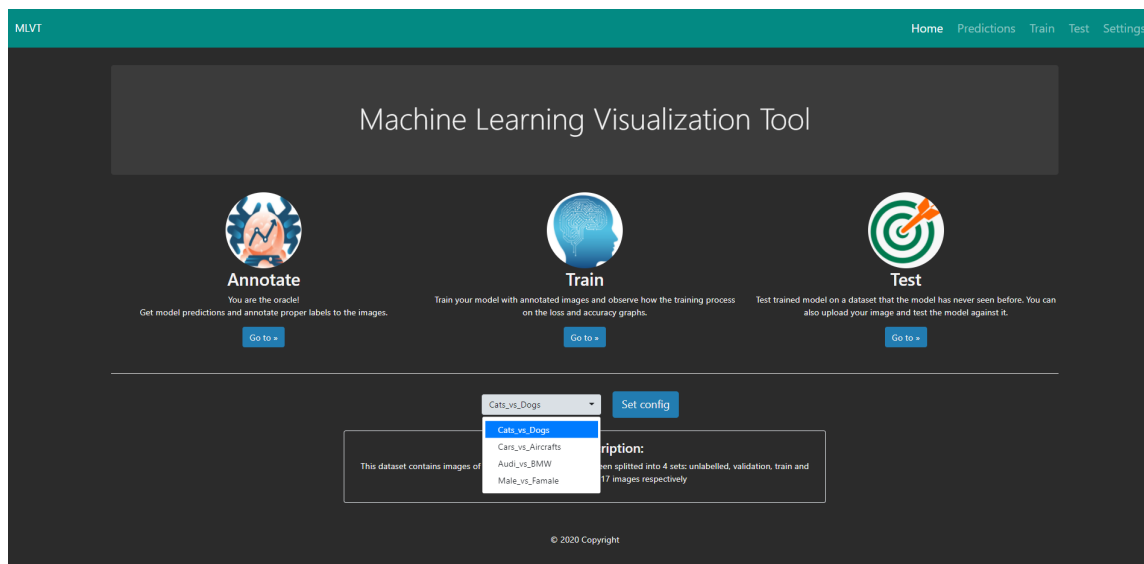 MLVT
Home Predictions Train Test Settings
Machine Learning Visualization Tool
Annotate
You are the oracle!
Get model predictions and annotate proper labels to the images.
Go to »
Train
Train your model with annotated images and observe how the training process
on the loss and accuracy graphs.
Go to »
Test
Test trained model on a dataset that the model has never seen before. You can
also upload your image and test the model against it.
Go to »
Cats_vs_Dogs
Set config
Cats_vs_Dogs
Cars_vs_Aircrafts
Audi_vs_BMW
Male_vs_Famale
ription:
This dataset contains images of een splitted into 4 sets: unlabelled, validation, train and
17 images respectively
© 2020 Copyright